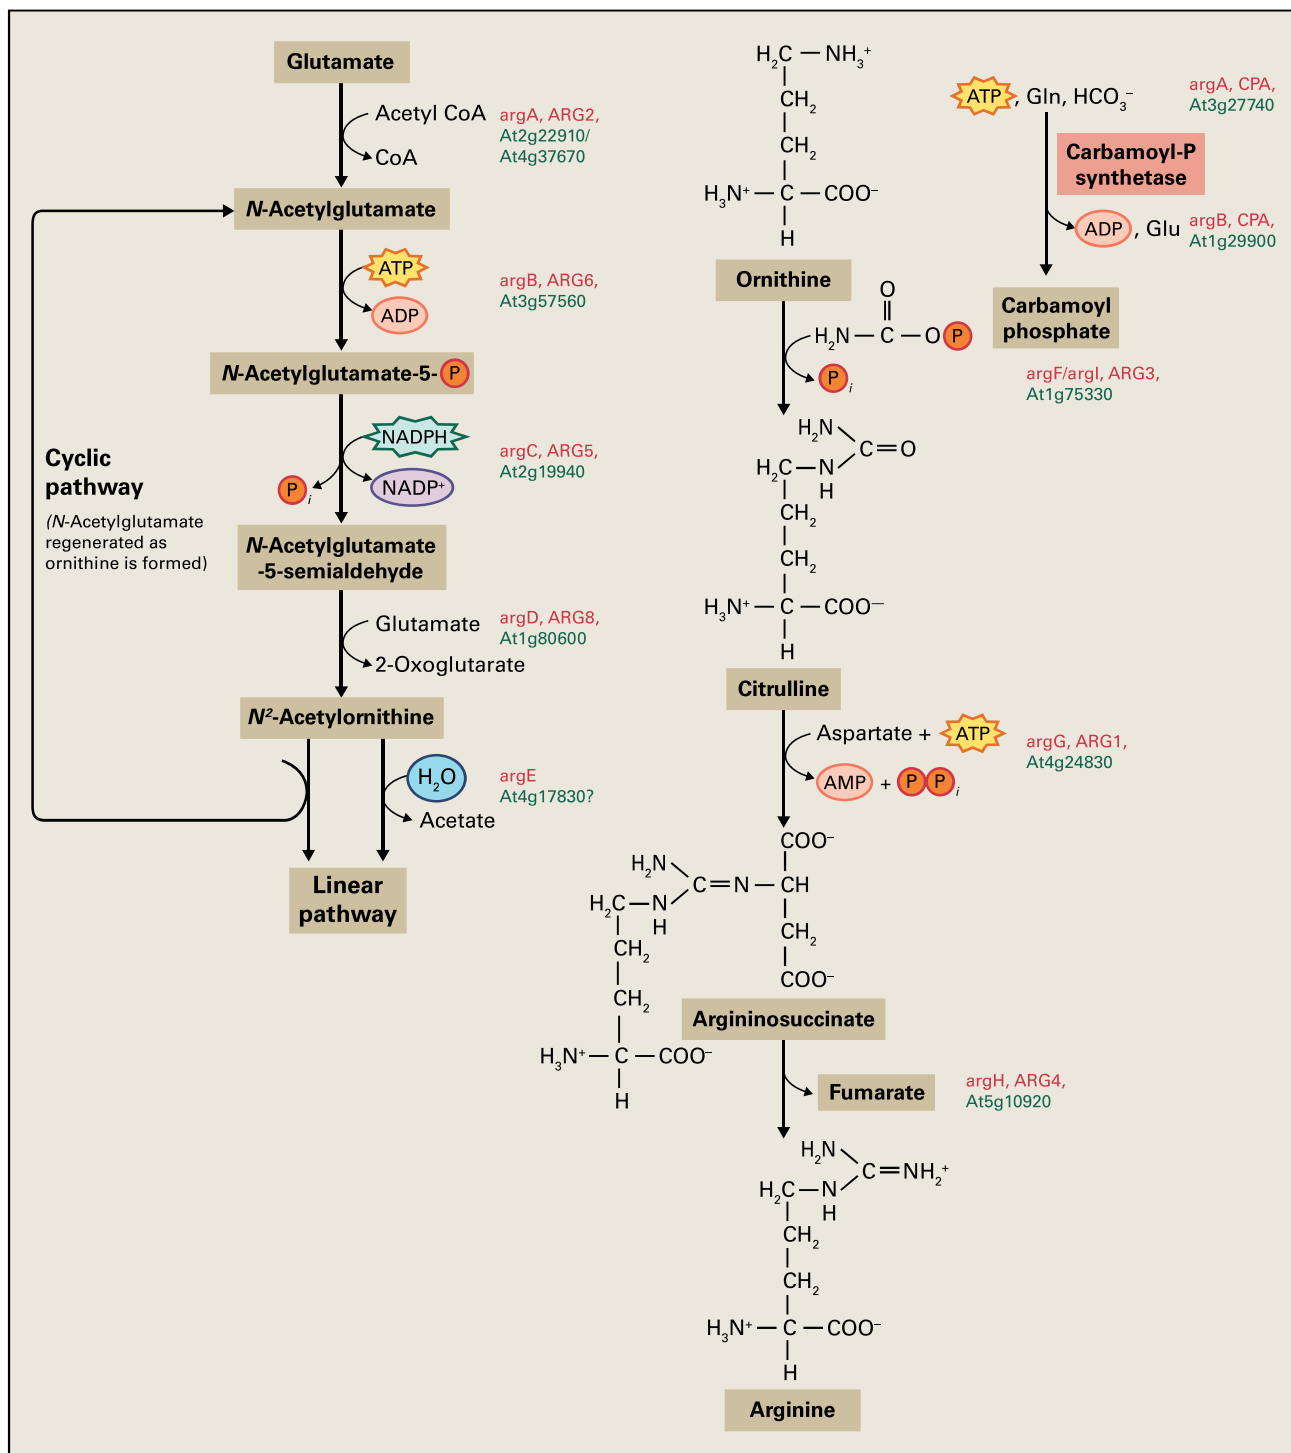 Glutamate
Acetyl CoA
CoA
argA, ARG2,
At2g22910/
At4g37670
N-Acetylglutamate
ATP
ADP
argB, ARG6,
At3g57560
N-Acetylglutamate-5- P
NADPH
NADP⁺
Pᵢ
argC, ARG5,
At2g19940
Cyclic
pathway
(N-Acetylglutamate
regenerated as
ornithine is formed)
N-Acetylglutamate
-5-semialdehyde
Glutamate
2-Oxoglutarate
argD, ARG8,
At1g80600
N²-Acetylornithine
H₂O
Acetate
argE
At4g17830?
Linear
pathway
H₂C — NH₃⁺
CH₂
CH₂
H₃N⁺ — C — COO⁻
H
Ornithine
O
H₂N — C — O P
Pᵢ
ATP , Gln, HCO₃⁻
argA, CPA,
At3g27740
Carbamoyl-P
synthetase
ADP , Glu
argB, CPA,
At1g29900
Carbamoyl
phosphate
argF/argI, ARG3,
At1g75330
H₂N
C=O
H₂C — N
H
CH₂
CH₂
H₃N⁺ — C — COO⁻
H
Citrulline
Aspartate + ATP
AMP + P Pᵢ
argG, ARG1,
At4g24830
COO⁻
H₂N
C=N — CH
H₂C — N
H
CH₂
CH₂
COO⁻
CH₂
H₃N⁺ — C — COO⁻
H
Argininosuccinate
Fumarate
argH, ARG4,
At5g10920
H₂N
C=NH₂⁺
H₂C — N
H
CH₂
CH₂
H₃N⁺ — C — COO⁻
H
Arginine